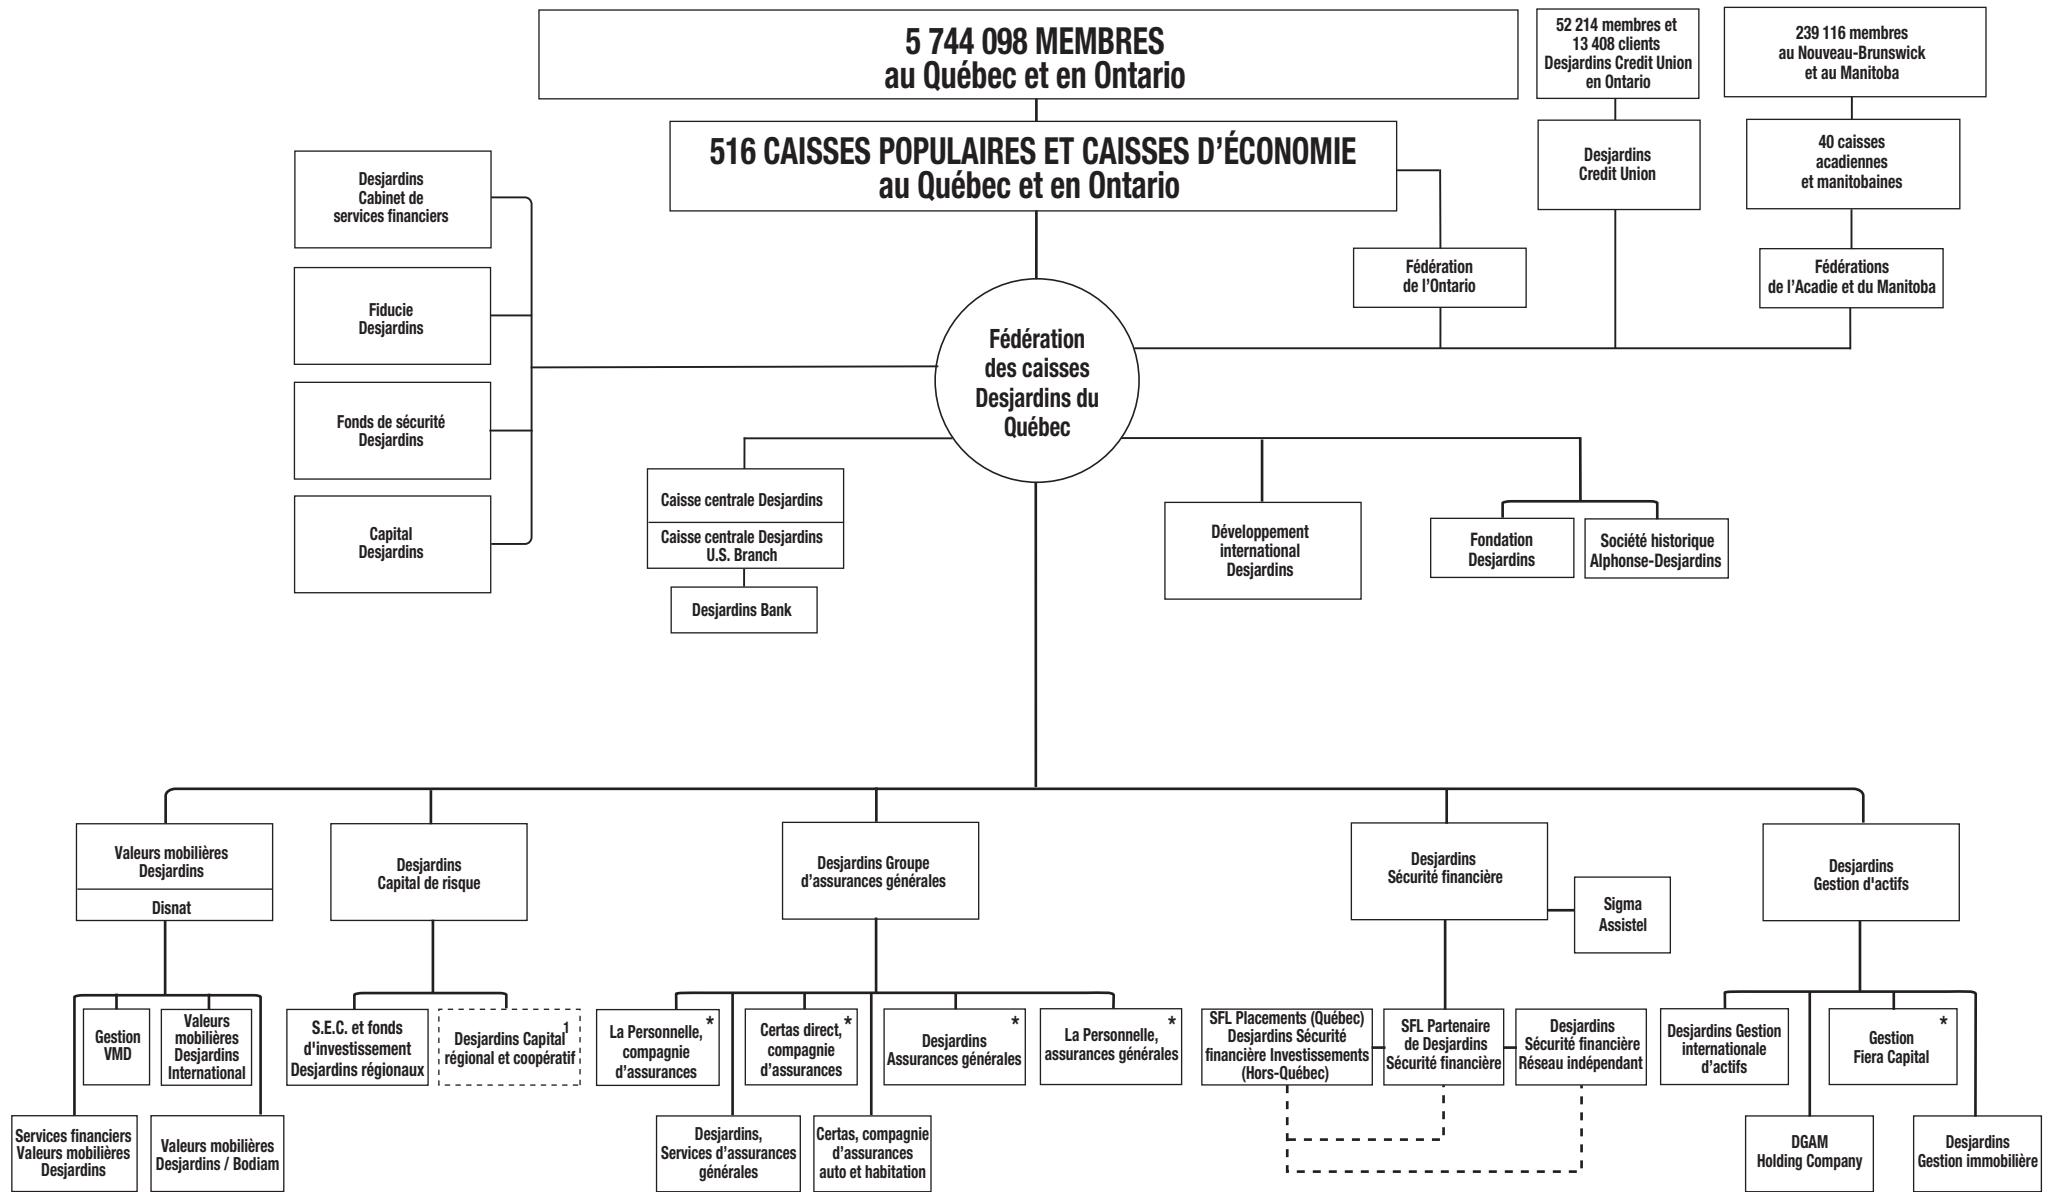 5 744 098 MEMBRES
au Québec et en Ontario
52 214 membres et
13 408 clients
Desjardins Credit Union
en Ontario
239 116 membres
au Nouveau-Brunswick
et au Manitoba
516 CAISSES POPULAIRES ET CAISSES D’ÉCONOMIE
au Québec et en Ontario
Desjardins
Credit Union
40 caisses
acadiennes
et manitobaines
Desjardins
Cabinet de
services financiers
Fiducie
Desjardins
Fonds de sécurité
Desjardins
Capital
Desjardins
Fédération
de l’Ontario
Fédérations
de l’Acadie et du Manitoba
Fédération
des caisses
Desjardins du
Québec
Caisse centrale Desjardins
Caisse centrale Desjardins
U.S. Branch
Desjardins Bank
Développement
international
Desjardins
Fondation
Desjardins
Société historique
Alphonse-Desjardins
Valeurs mobilières
Desjardins
Disnat
Desjardins
Capital de risque
Desjardins Groupe
d’assurances générales
Desjardins
Sécurité financière
Sigma
Assistel
Desjardins
Gestion d'actifs
Gestion
VMD
Valeurs
mobilières
Desjardins
International
Services financiers
Valeurs mobilières
Desjardins
Valeurs mobilières
Desjardins / Bodiam
S.E.C. et fonds
d'investissement
Desjardins régionaux
Desjardins Capital1
régional et coopératif
La Personnelle, *
compagnie
d’assurances
Certas direct, *
compagnie
d’assurances
*
Desjardins
Assurances générales
*
La Personnelle,
assurances générales
Desjardins,
Services d’assurances
générales
Certas, compagnie
d’assurances
auto et habitation
SFL Placements (Québec)
Desjardins Sécurité
financière Investissements
(Hors-Québec)
SFL Partenaire
de Desjardins
Sécurité financière
Desjardins
Sécurité financière
Réseau indépendant
Desjardins Gestion
internationale
d’actifs
*
Gestion
Fiera Capital
DGAM
Holding Company
Desjardins
Gestion immobilière